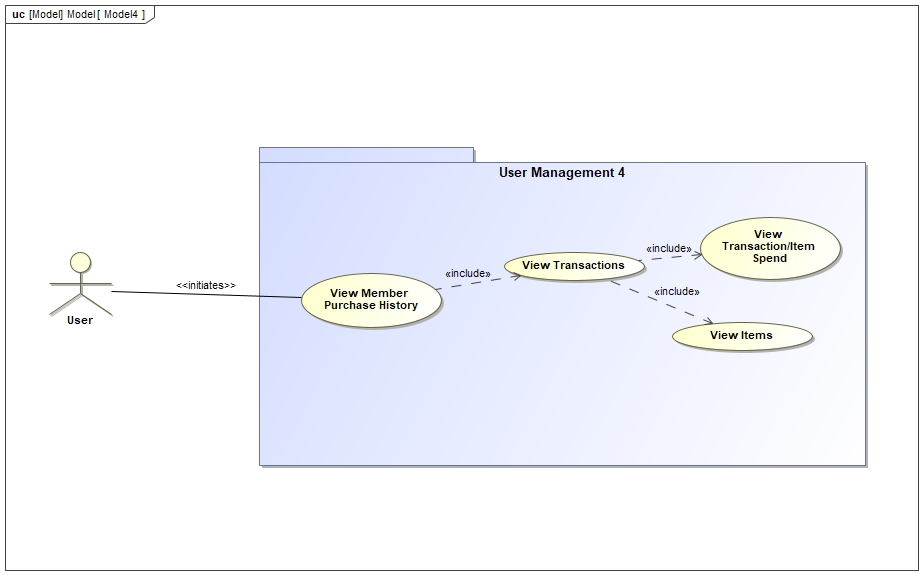 uc [Model] Model [ Model4 ]
User Management 4
View
Transaction/Item
Spend
«include»
View Transactions
«include»
<<initiates>>
View Member
Purchase History
«include»
User
View Items